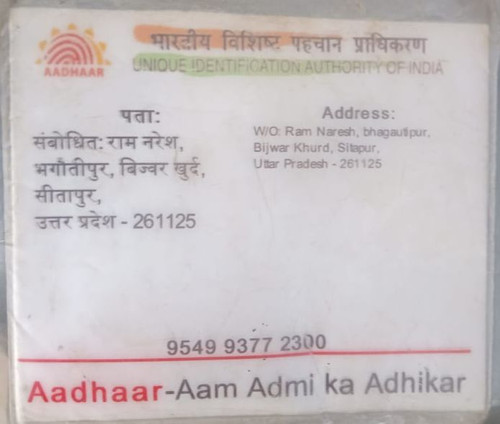 भारतीय विशिष्ट पहचान प्राधिकरण
AADHAAR
UNIQUE IDENTIFICATION AUTHORITY OF INDIA
पता:
संबोधित: राम नरेश,
भगौतीपुर, बिज्वर खुर्द,
सीतापुर,
उत्तर प्रदेश - 261125
Address:
W/O: Ram Naresh, bhagautipur,
Bijwar Khurd, Sitapur,
Uttar Pradesh - 261125
9549 9377 2300
Aadhaar-Aam Admi ka Adhikar